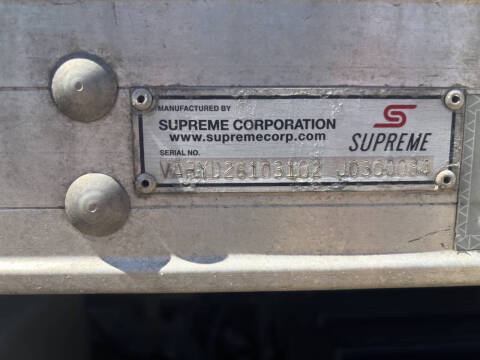 MANUFACTURED BY
SUPREME CORPORATION
www.supremecorp.com
SUPREME
SERIAL NO.